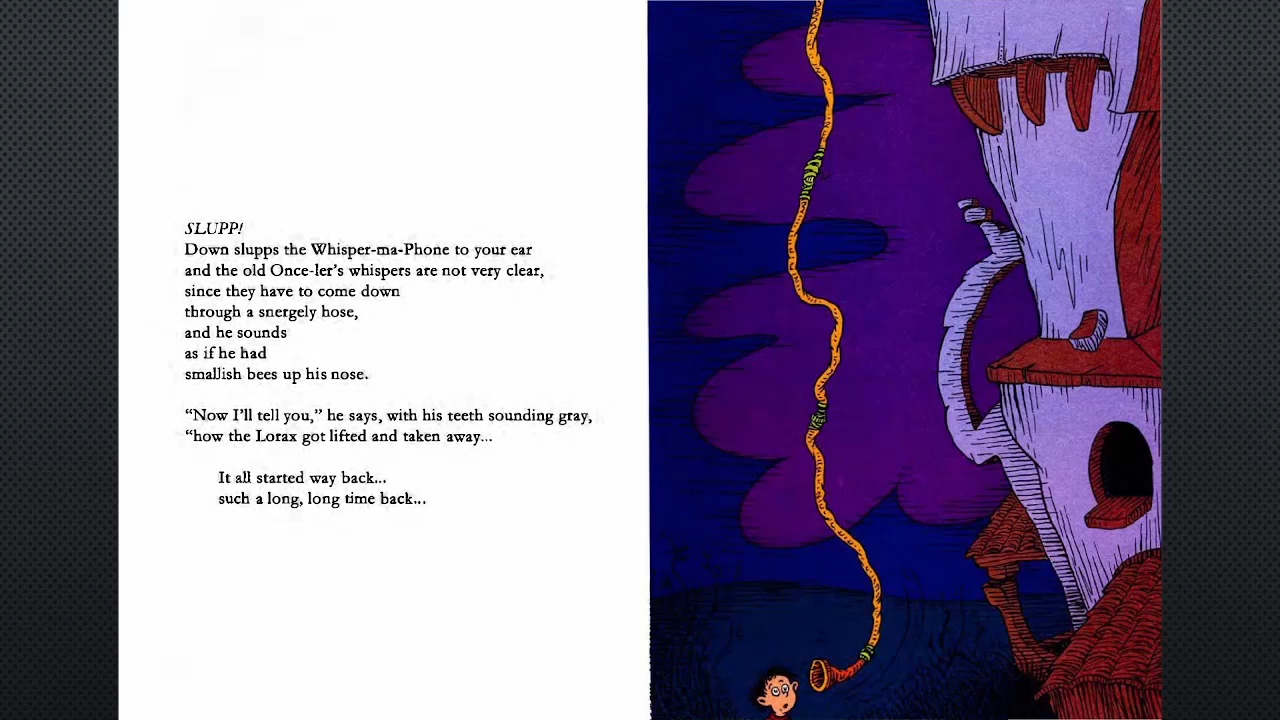 SLUPP!
Down slupps the Whisper-ma-Phone to your ear
and the old Once-ler's whispers are not very clear,
since they have to come down
through a snergely hose,
and he sounds
as if he had
smallish bees up his nose.
“Now I'll tell you,” he says, with his teeth sounding gray,
“how the Lorax got lifted and taken away...
It all started way back...
such a long, long time back...